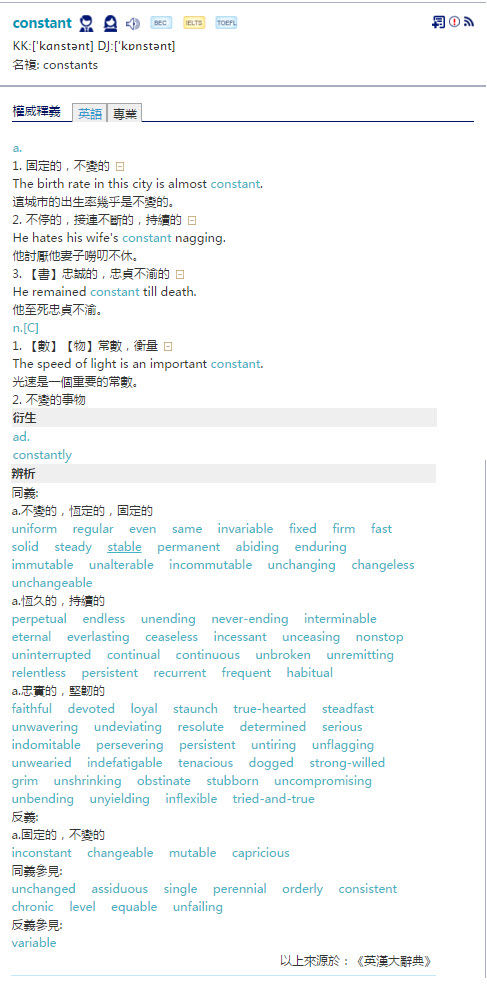 constant BEC IELTS TOEFL
KK:['kɑnstənt] DJ:['kɒnstənt]
名複: constants
權威釋義 英語 專業
a.
1. 固定的，不變的
The birth rate in this city is almost constant.
這城市的出生率幾乎是不變的。
2. 不停的，接連不斷的，持續的
He hates his wife's constant nagging.
他討厭他妻子嘮叨不休。
3. 【書】忠誠的，忠貞不渝的
He remained constant till death.
他至死忠貞不渝。
n.[C]
1. 【數】【物】常數，衡量
The speed of light is an important constant.
光速是一個重要的常數。
2. 不變的事物
衍生
ad.
constantly
辨析
同義:
a.不變的，恆定的，固定的
uniform regular even same invariable fixed firm fast
solid steady stable permanent abiding enduring
immutable unalterable incommutable unchanging changeless
unchangeable
a.恆久的，持續的
perpetual endless unending never-ending interminable
eternal everlasting ceaseless incessant unceasing nonstop
uninterrupted continual continuous unbroken unremitting
relentless persistent recurrent frequent habitual
a.忠實的，堅韌的
faithful devoted loyal staunch true-hearted steadfast
unwavering undeviating resolute determined serious
indomitable persevering persistent untiring unflagging
unwearied indefatigable tenacious dogged strong-willed
grim unshrinking obstinate stubborn uncompromising
unbending unyielding inflexible tried-and-true
反義:
a.固定的，不變的
inconstant changeable mutable capricious
同義參見:
unchanged assiduous single perennial orderly consistent
chronic level equable unfailing
反義參見:
variable
以上來源於：《英漢大辭典》